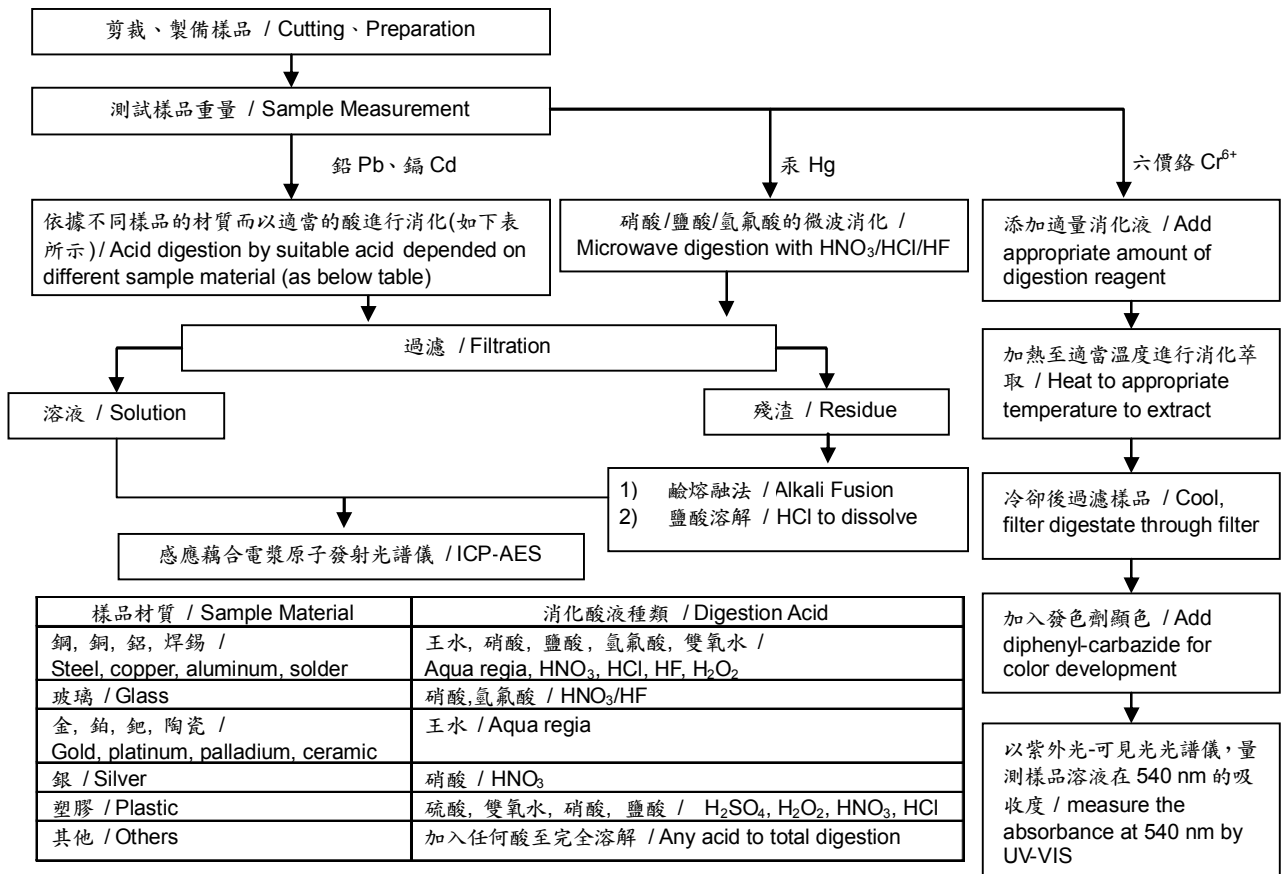 剪裁、製備樣品 / Cutting、Preparation
測試樣品重量 / Sample Measurement
鉛 Pb、鎘 Cd
汞 Hg
六價鉻 Cr⁶⁺
依據不同樣品的材質而以適當的酸進行消化(如下表
所示) / Acid digestion by suitable acid depended on
different sample material (as below table)
硝酸/鹽酸/氫氟酸的微波消化 /
Microwave digestion with HNO₃/HCl/HF
添加適量消化液 / Add
appropriate amount of
digestion reagent
過濾 / Filtration
加熱至適當溫度進行消化萃
取 / Heat to appropriate
temperature to extract
溶液 / Solution
殘渣 / Residue
1) 鹼熔融法 / Alkali Fusion
2) 鹽酸溶解 / HCl to dissolve
冷卻後過濾樣品 / Cool,
filter digestate through filter
感應藕合電漿原子發射光譜儀 / ICP-AES
樣品材質 / Sample Material
消化酸液種類 / Digestion Acid
鋼, 銅, 鋁, 焊錫 /
Steel, copper, aluminum, solder
王水, 硝酸, 鹽酸, 氫氟酸, 雙氧水 /
Aqua regia, HNO₃, HCl, HF, H₂O₂
玻璃 / Glass
硝酸,氫氟酸 / HNO₃/HF
金, 鉑, 鈀, 陶瓷 /
Gold, platinum, palladium, ceramic
王水 / Aqua regia
銀 / Silver
硝酸 / HNO₃
塑膠 / Plastic
硫酸, 雙氧水, 硝酸, 鹽酸 / H₂SO₄, H₂O₂, HNO₃, HCl
其他 / Others
加入任何酸至完全溶解 / Any acid to total digestion
加入發色劑顯色 / Add
diphenyl-carbazide for
color development
以紫外光-可見光光譜儀，量
測樣品溶液在 540 nm 的吸
收度 / measure the
absorbance at 540 nm by
UV-VIS